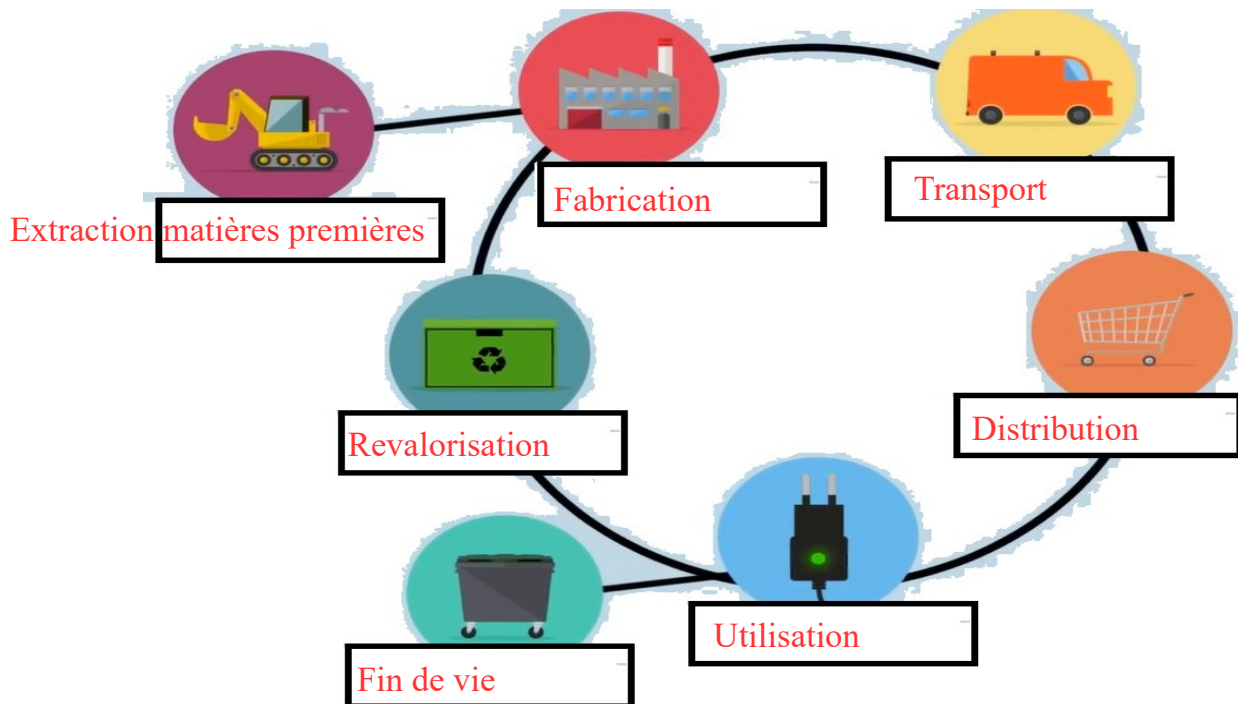 Fabrication
Transport
Extraction matières premières
Revalorisation
Distribution
Utilisation
Fin de vie